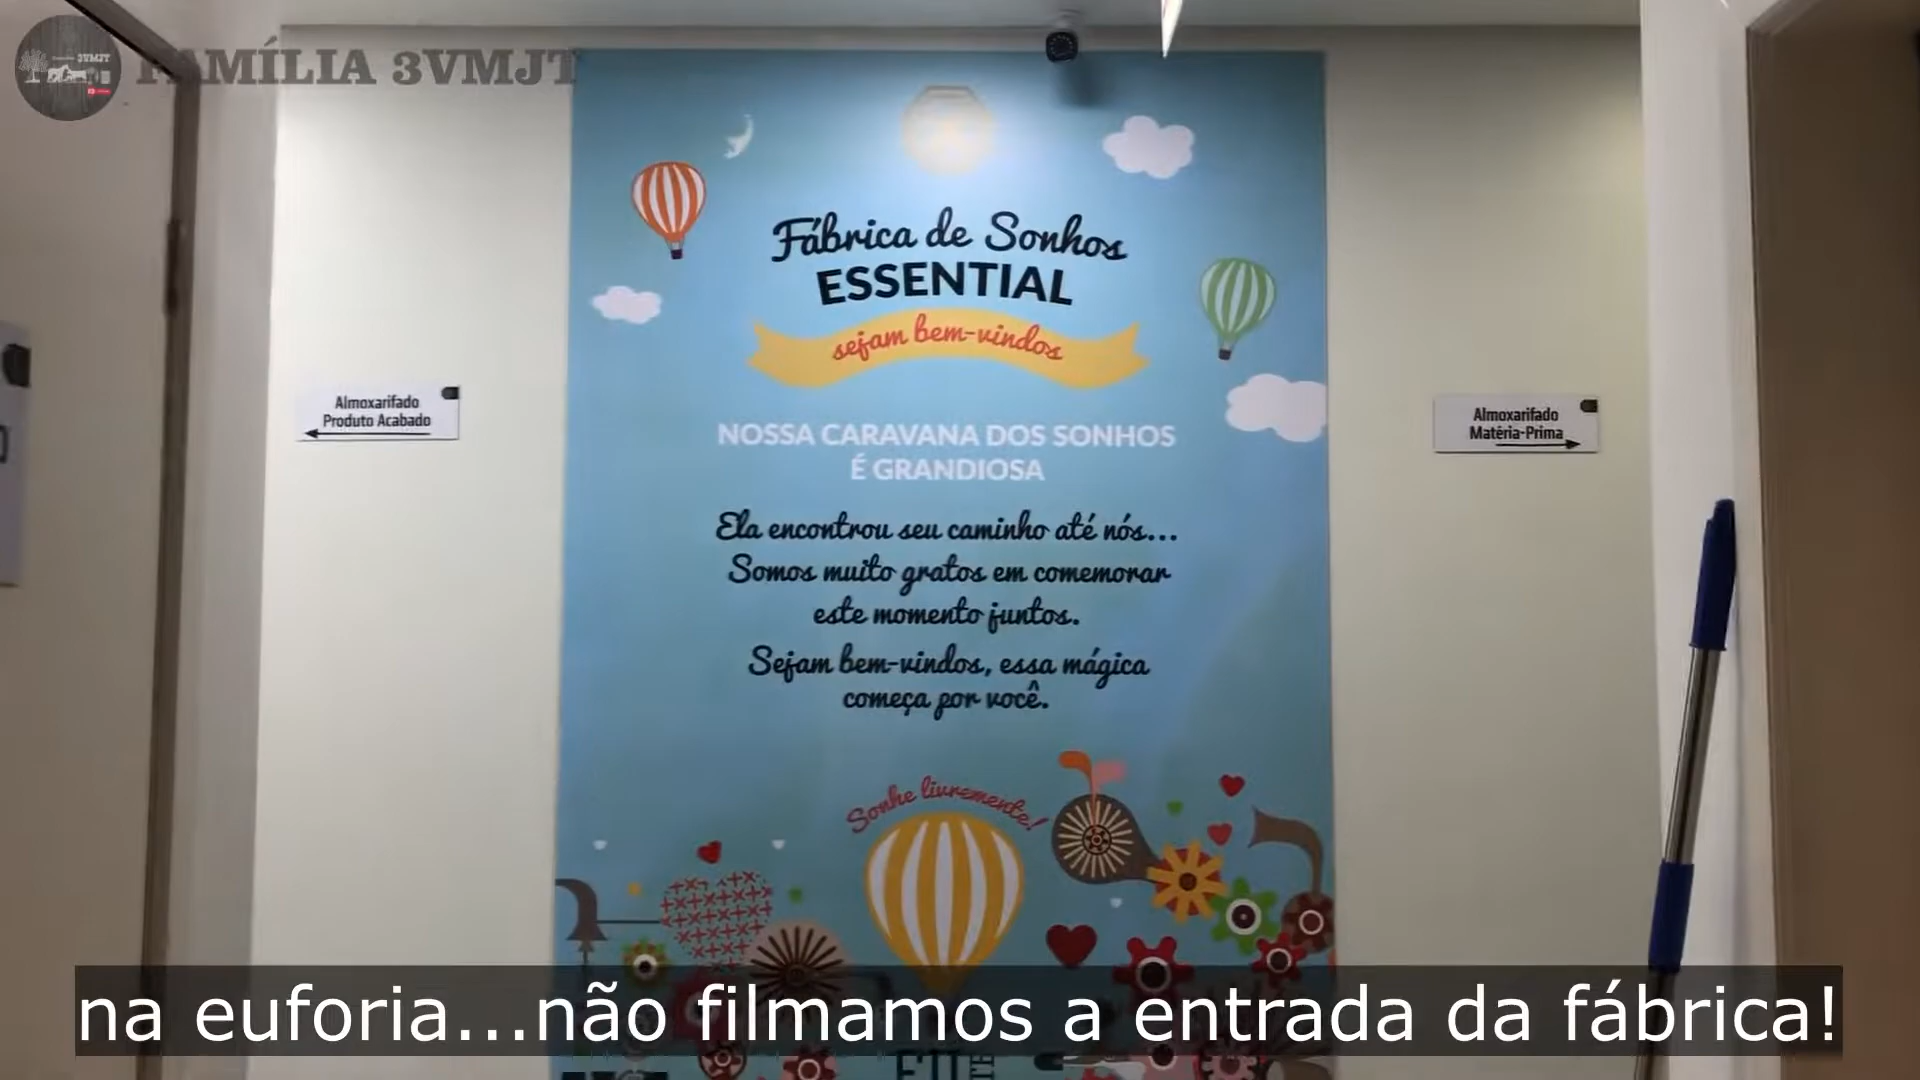 FAMÍLIA 3VMJT
3VMJT
Fábrica de Sonhos
ESSENTIAL
sejam bem-vindos
Almoxarifado
Produto Acabado
Almoxarifado
Matéria-Prima
NOSSA CARAVANA DOS SONHOS
É GRANDIOSA
Ela encontrou seu caminho até nós...
Somos muito gratos em comemorar
este momento juntos.
Sejam bem-vindos, essa mágica
começa por você.
Sonhe livremente!
na euforia...não filmamos a entrada da fábrica!